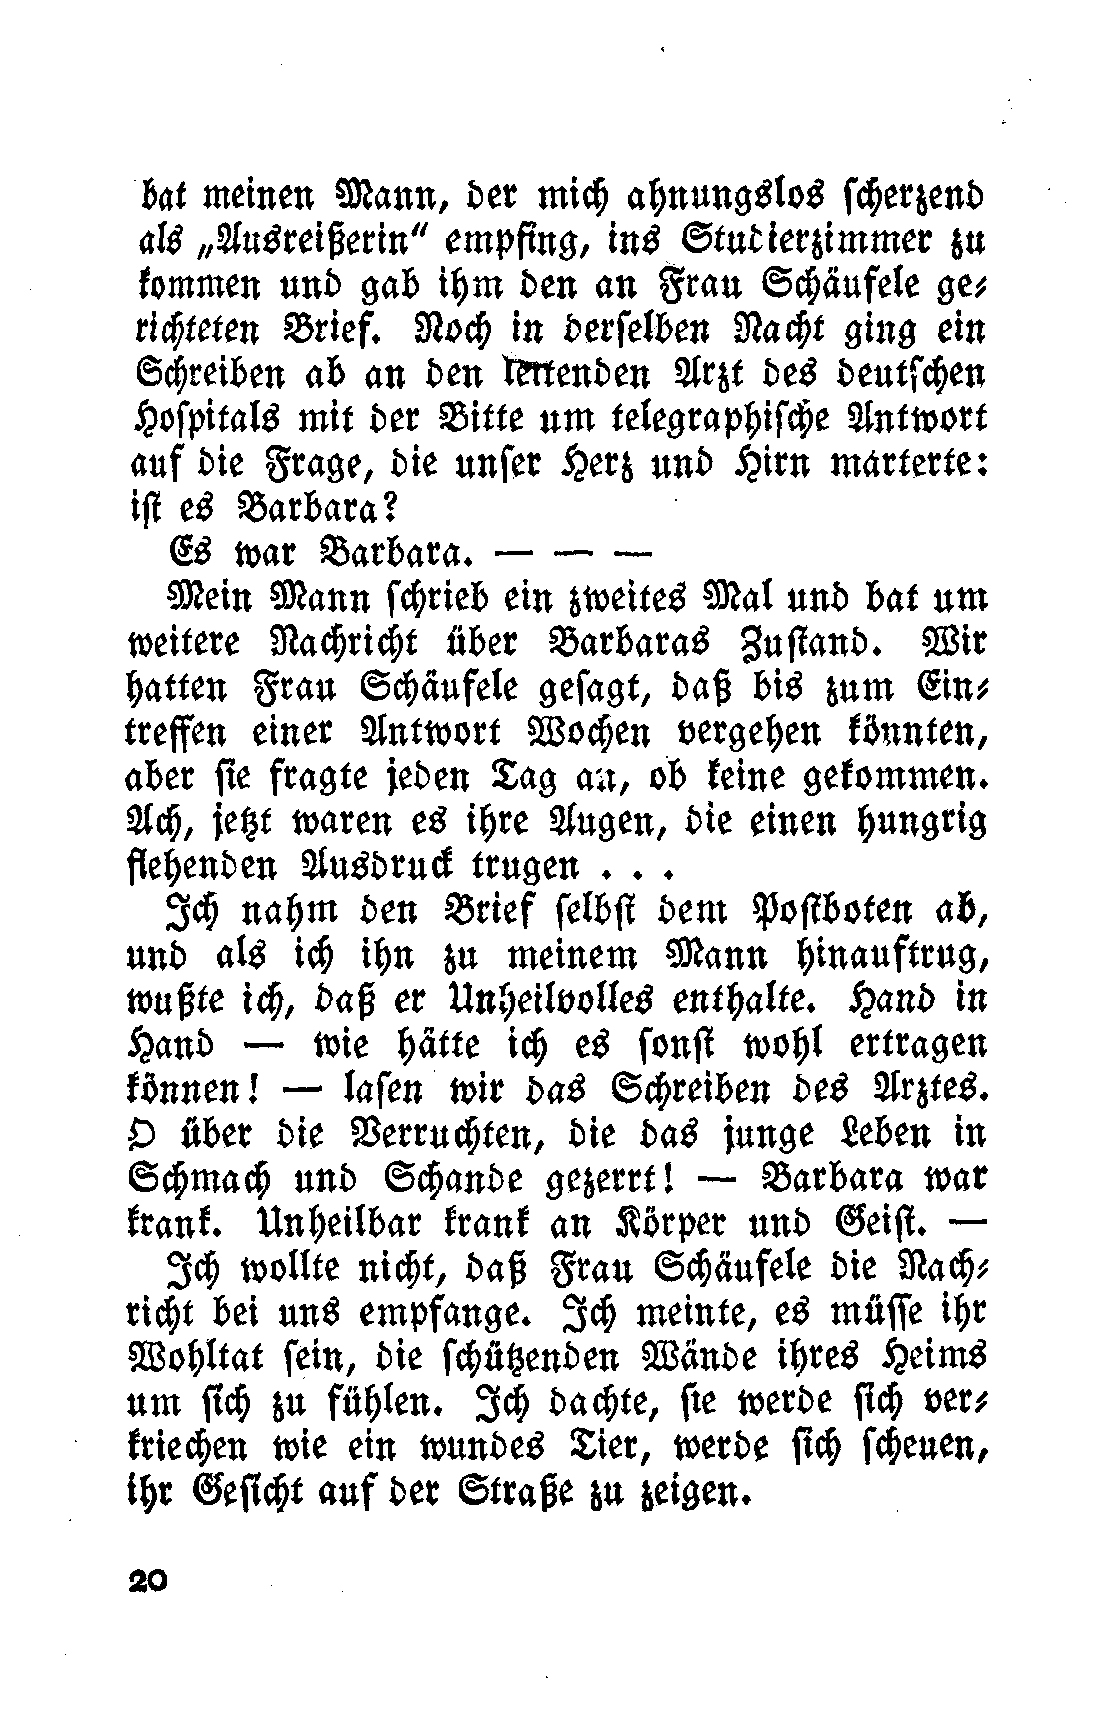 bat meinen Mann, der mich ahnungslos scherzend
als „Ausreißerin“ empfing, ins Studierzimmer zu
kommen und gab ihm den an Frau Schäufele ge-
richteten Brief. Noch in derselben Nacht ging ein
Schreiben ab an den leitenden Arzt des deutschen
Hospitals mit der Bitte um telegraphische Antwort
auf die Frage, die unser Herz und Hirn marterte:
ist es Barbara?
Es war Barbara. — — —
Mein Mann schrieb ein zweites Mal und bat um
weitere Nachricht über Barbaras Zustand. Wir
hatten Frau Schäufele gesagt, daß bis zum Ein-
treffen einer Antwort Wochen vergehen könnten,
aber sie fragte jeden Tag an, ob keine gekommen.
Ach, jetzt waren es ihre Augen, die einen hungrig
flehenden Ausdruck trugen . . .
Ich nahm den Brief selbst dem Postboten ab,
und als ich ihn zu meinem Mann hinauftrug,
wußte ich, daß er Unheilvolles enthalte. Hand in
Hand — wie hätte ich es sonst wohl ertragen
können! — lasen wir das Schreiben des Arztes.
O über die Verruchten, die das junge Leben in
Schmach und Schande gezerrt! — Barbara war
krank. Unheilbar krank an Körper und Geist. —
Ich wollte nicht, daß Frau Schäufele die Nach-
richt bei uns empfange. Ich meinte, es müsse ihr
Wohltat sein, die schützenden Wände ihres Heims
um sich zu fühlen. Ich dachte, sie werde sich ver-
kriechen wie ein wundes Tier, werde sich scheuen,
ihr Gesicht auf der Straße zu zeigen.
20